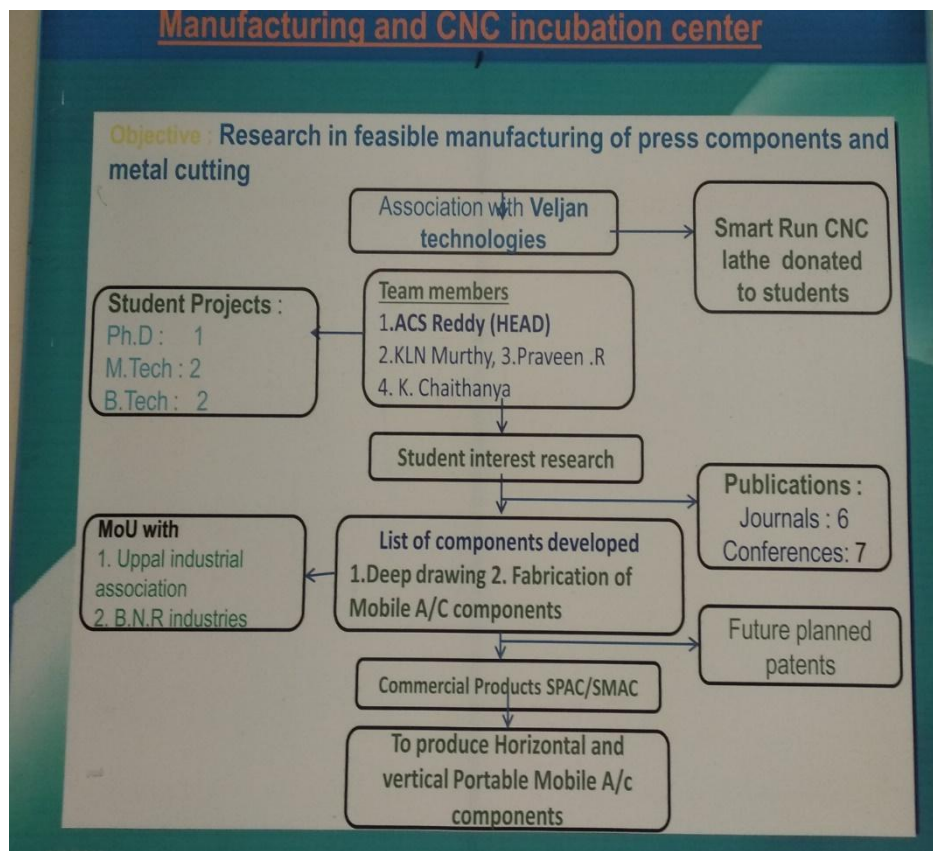 Manufacturing and CNC incubation center
Objective : Research in feasible manufacturing of press components and
metal cutting
Association with Veljan
technologies
Smart Run CNC
lathe donated
to students
Student Projects :
Ph.D : 1
M.Tech : 2
B.Tech : 2
Team members
1.ACS Reddy (HEAD)
2.KLN Murthy, 3.Praveen .R
4. K. Chaithanya
Student interest research
Publications :
Journals : 6
Conferences: 7
MoU with
1. Uppal industrial
association
2. B.N.R industries
List of components developed
1.Deep drawing 2. Fabrication of
Mobile A/C components
Future planned
patents
Commercial Products SPAC/SMAC
To produce Horizontal and
vertical Portable Mobile A/c
components